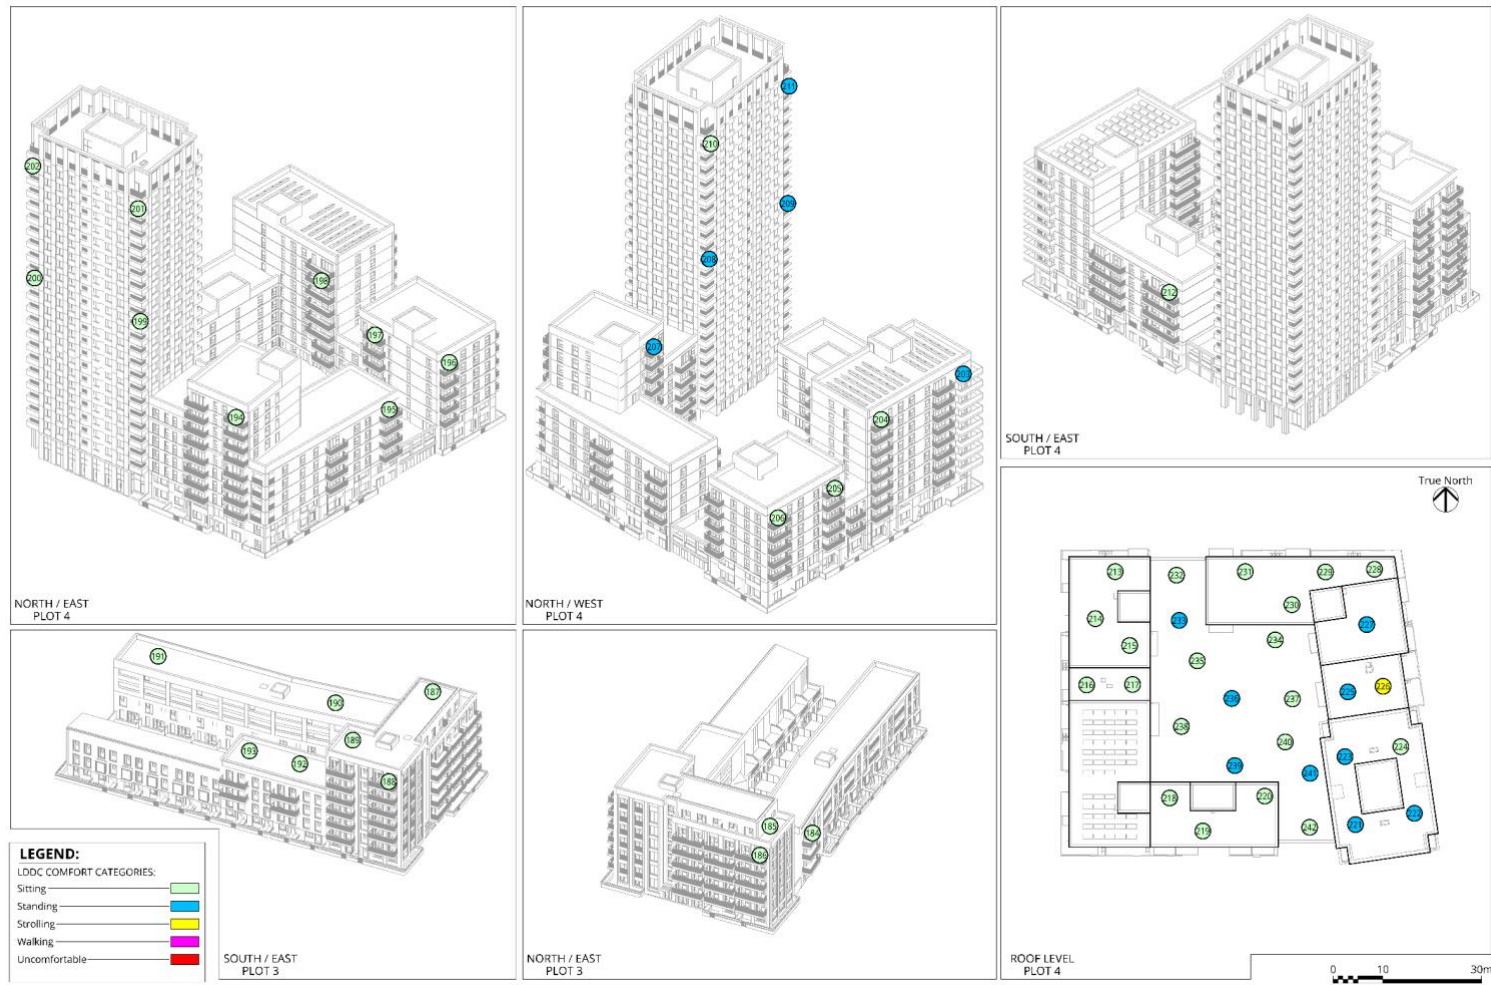 202
201
200
199
198
197
196
195
194
NORTH / EAST
PLOT 4
211
210
209
208
207
203
204
205
206
NORTH / WEST
PLOT 4
212
SOUTH / EAST
PLOT 4
True North
213
232
231
229
228
214
233
230
227
215
235
234
216
217
236
237
225
226
238
240
239
241
223
224
218
220
219
242
221
222
ROOF LEVEL
PLOT 4
0 10 30m
191
190
187
189
193
192
188
SOUTH / EAST
PLOT 3
185
184
186
NORTH / EAST
PLOT 3
LEGEND:
LDDC COMFORT CATEGORIES:
Sitting
Standing
Strolling
Walking
Uncomfortable